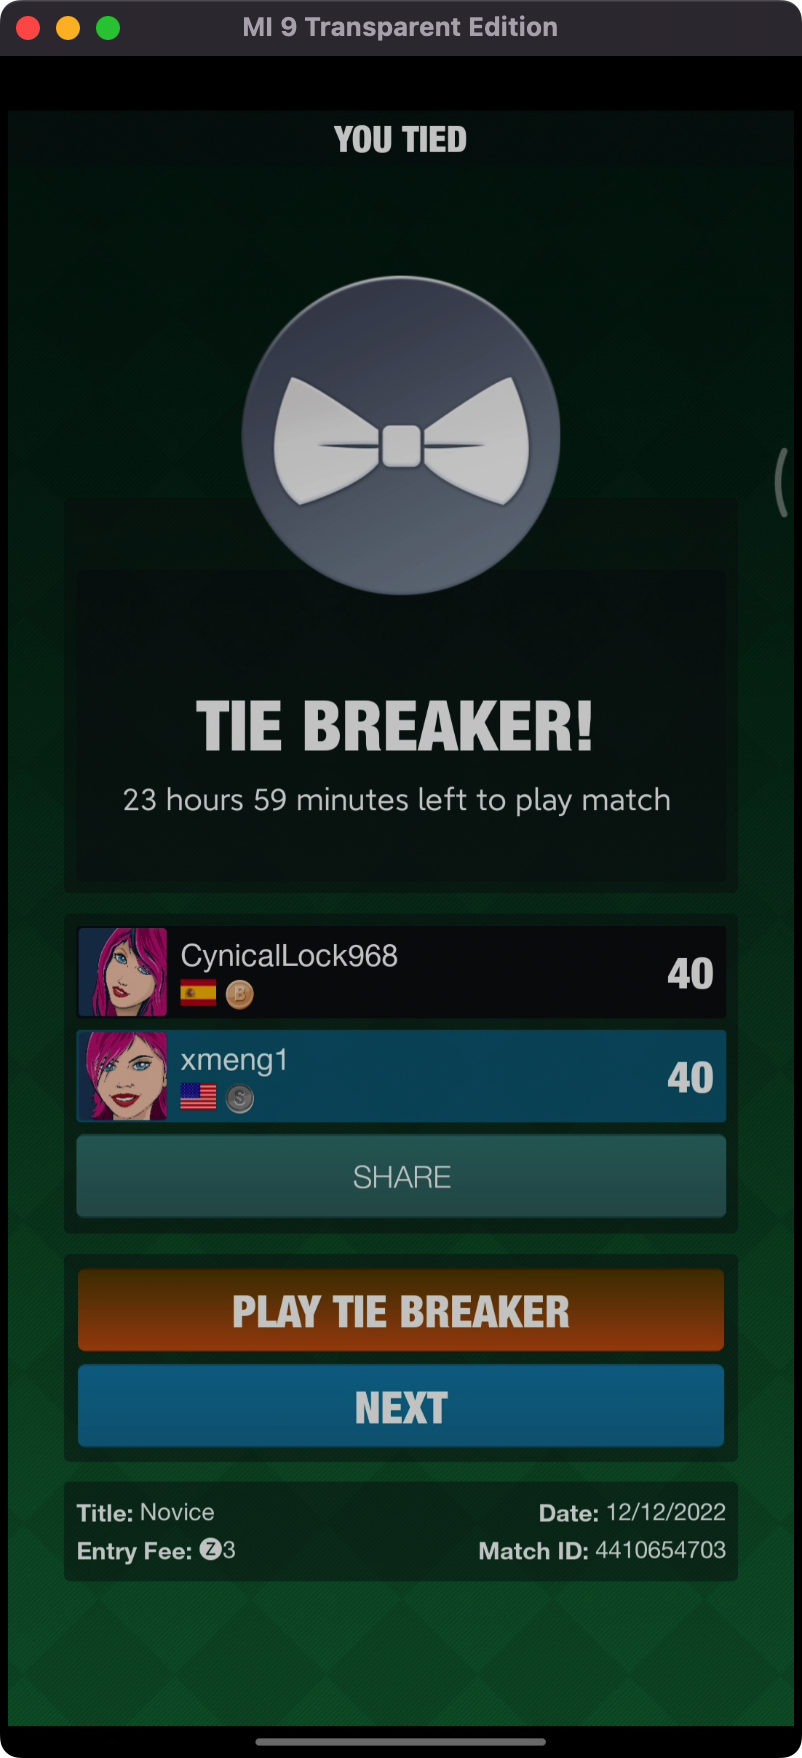 MI 9 Transparent Edition
YOU TIED
TIE BREAKER!
23 hours 59 minutes left to play match
CynicalLock968
40
B
xmeng1
40
S
SHARE
PLAY TIE BREAKER
NEXT
Title: Novice
Date: 12/12/2022
Entry Fee: Z3
Match ID: 4410654703